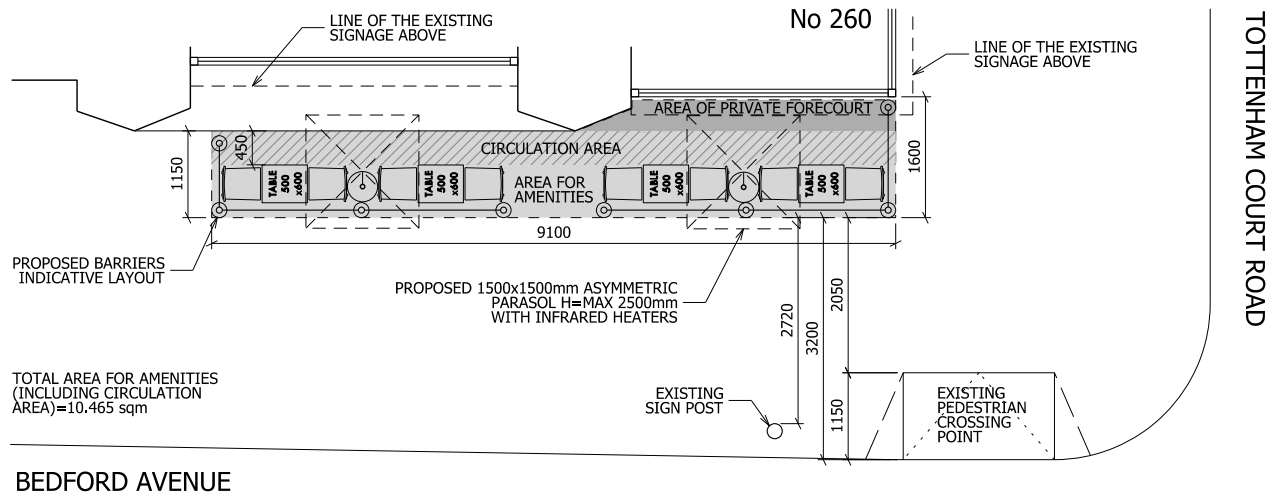 LINE OF THE EXISTING
SIGNAGE ABOVE
No 260
LINE OF THE EXISTING
SIGNAGE ABOVE
TOTTENHAM COURT ROAD
AREA OF PRIVATE FORECOURT
CIRCULATION AREA
1150
450
1600
TABLE
500
x600
TABLE
500
x600
AREA FOR
AMENITIES
TABLE
500
x600
TABLE
500
x600
9100
PROPOSED BARRIERS
INDICATIVE LAYOUT
PROPOSED 1500x1500mm ASYMMETRIC
PARASOL H=MAX 2500mm
WITH INFRARED HEATERS
2720
3200
2050
1150
TOTAL AREA FOR AMENITIES
(INCLUDING CIRCULATION
AREA)=10.465 sqm
EXISTING
SIGN POST
EXISTING
PEDESTRIAN
CROSSING
POINT
BEDFORD AVENUE